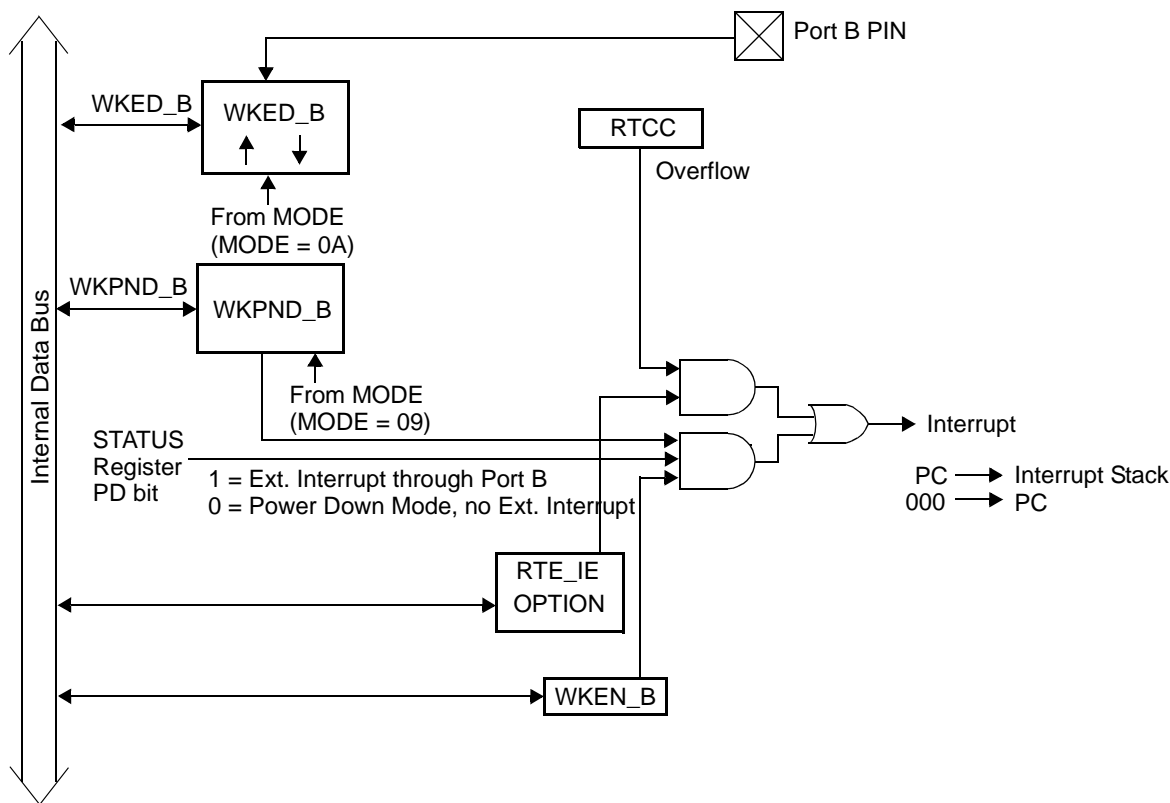 Port B PIN
WKED_B
WKED_B
RTCC
Overflow
From MODE
(MODE = 0A)
WKPND_B
WKPND_B
Internal Data Bus
From MODE
(MODE = 09)
STATUS
Register
PD bit
1 = Ext. Interrupt through Port B
0 = Power Down Mode, no Ext. Interrupt
Interrupt
PC
Interrupt Stack
000
PC
RTE_IE
OPTION
WKEN_B